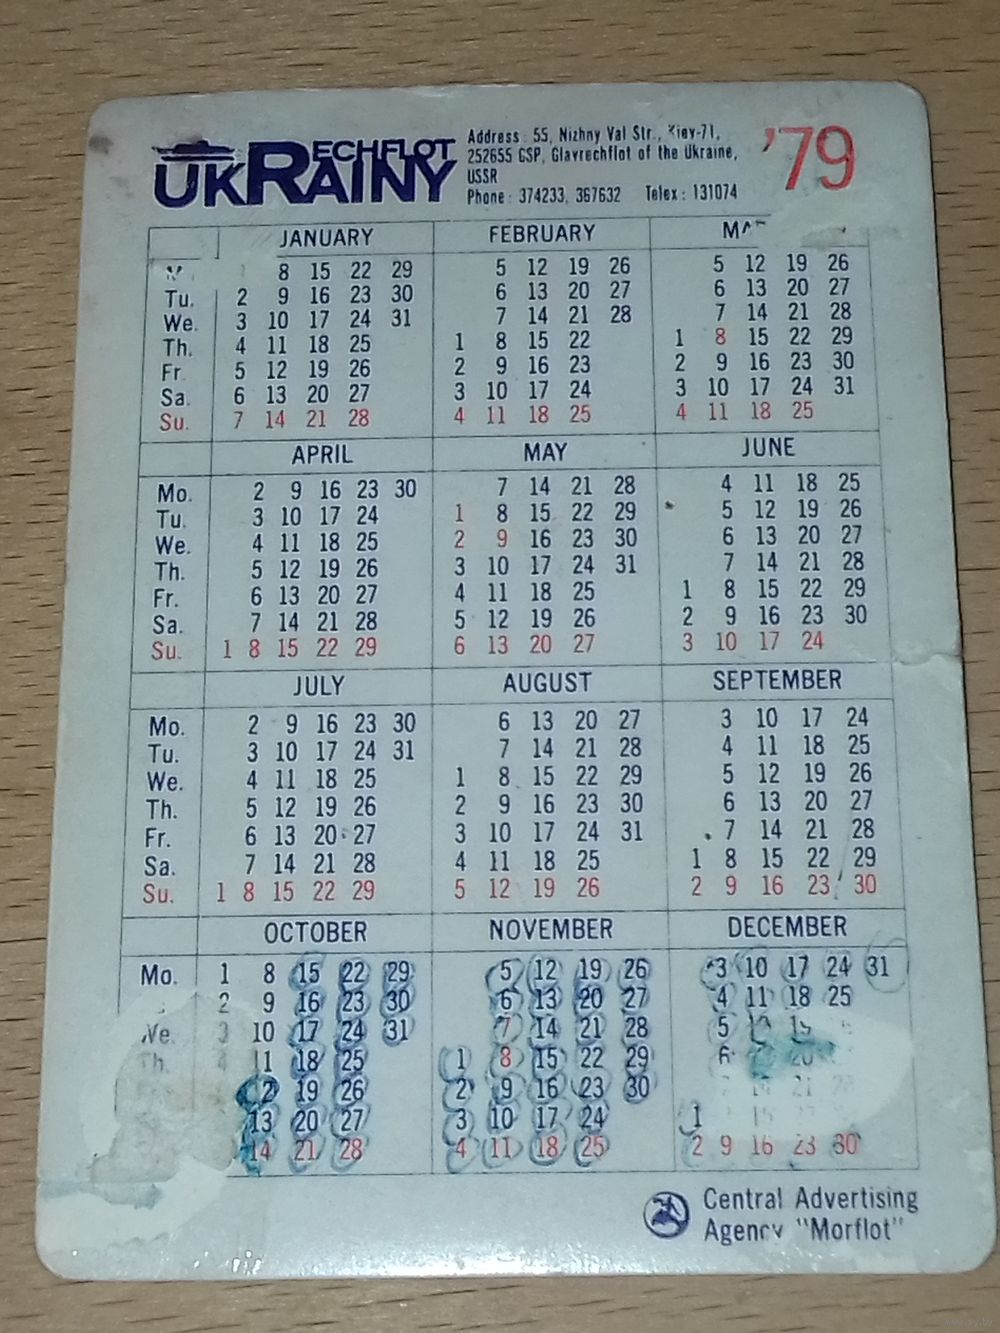 RECHFLOT
UKRAINY
Address : 55, Nizhny Val Str., Kiev-71,
252655 GSP, Glavrechflot of the Ukraine,
USSR
Phone : 374233, 367632 Telex : 131074
'79
JANUARY FEBRUARY
8 15 22 29 5 12 19 26 5 12 19 26
Tu. 2 9 16 23 30 6 13 20 27 6 13 20 27
We. 3 10 17 24 31 7 14 21 28 7 14 21 28
Th. 4 11 18 25 1 8 15 22 1 8 15 22 29
Fr. 5 12 19 26 2 9 16 23 2 9 16 23 30
Sa. 6 13 20 27 3 10 17 24 3 10 17 24 31
Su. 7 14 21 28 4 11 18 25 4 11 18 25
APRIL MAY JUNE
Mo. 2 9 16 23 30 7 14 21 28 4 11 18 25
Tu. 3 10 17 24 1 8 15 22 29 5 12 19 26
We. 4 11 18 25 2 9 16 23 30 6 13 20 27
Th. 5 12 19 26 3 10 17 24 31 7 14 21 28
Fr. 6 13 20 27 4 11 18 25 1 8 15 22 29
Sa. 7 14 21 28 5 12 19 26 2 9 16 23 30
Su. 1 8 15 22 29 6 13 20 27 3 10 17 24
JULY AUGUST SEPTEMBER
Mo. 2 9 16 23 30 6 13 20 27 3 10 17 24
Tu. 3 10 17 24 31 7 14 21 28 4 11 18 25
We. 4 11 18 25 1 8 15 22 29 5 12 19 26
Th. 5 12 19 26 2 9 16 23 30 6 13 20 27
Fr. 6 13 20 27 3 10 17 24 31 7 14 21 28
Sa. 7 14 21 28 4 11 18 25 1 8 15 22 29
Su. 1 8 15 22 29 5 12 19 26 2 9 16 23 30
OCTOBER NOVEMBER DECEMBER
Mo. 1 8 15 22 29 5 12 19 26 3 10 17 24 31
2 9 16 23 30 6 13 20 27 4 11 18 25
We. 3 10 17 24 31 7 14 21 28 5
Th. 4 11 18 25 1 8 15 22 29 6 20
12 19 26 2 9 16 23 30 21
13 20 27 3 10 17 24 1
14 21 28 4 11 18 25 2 9 16 23 30
Central Advertising
Agency "Morflot"